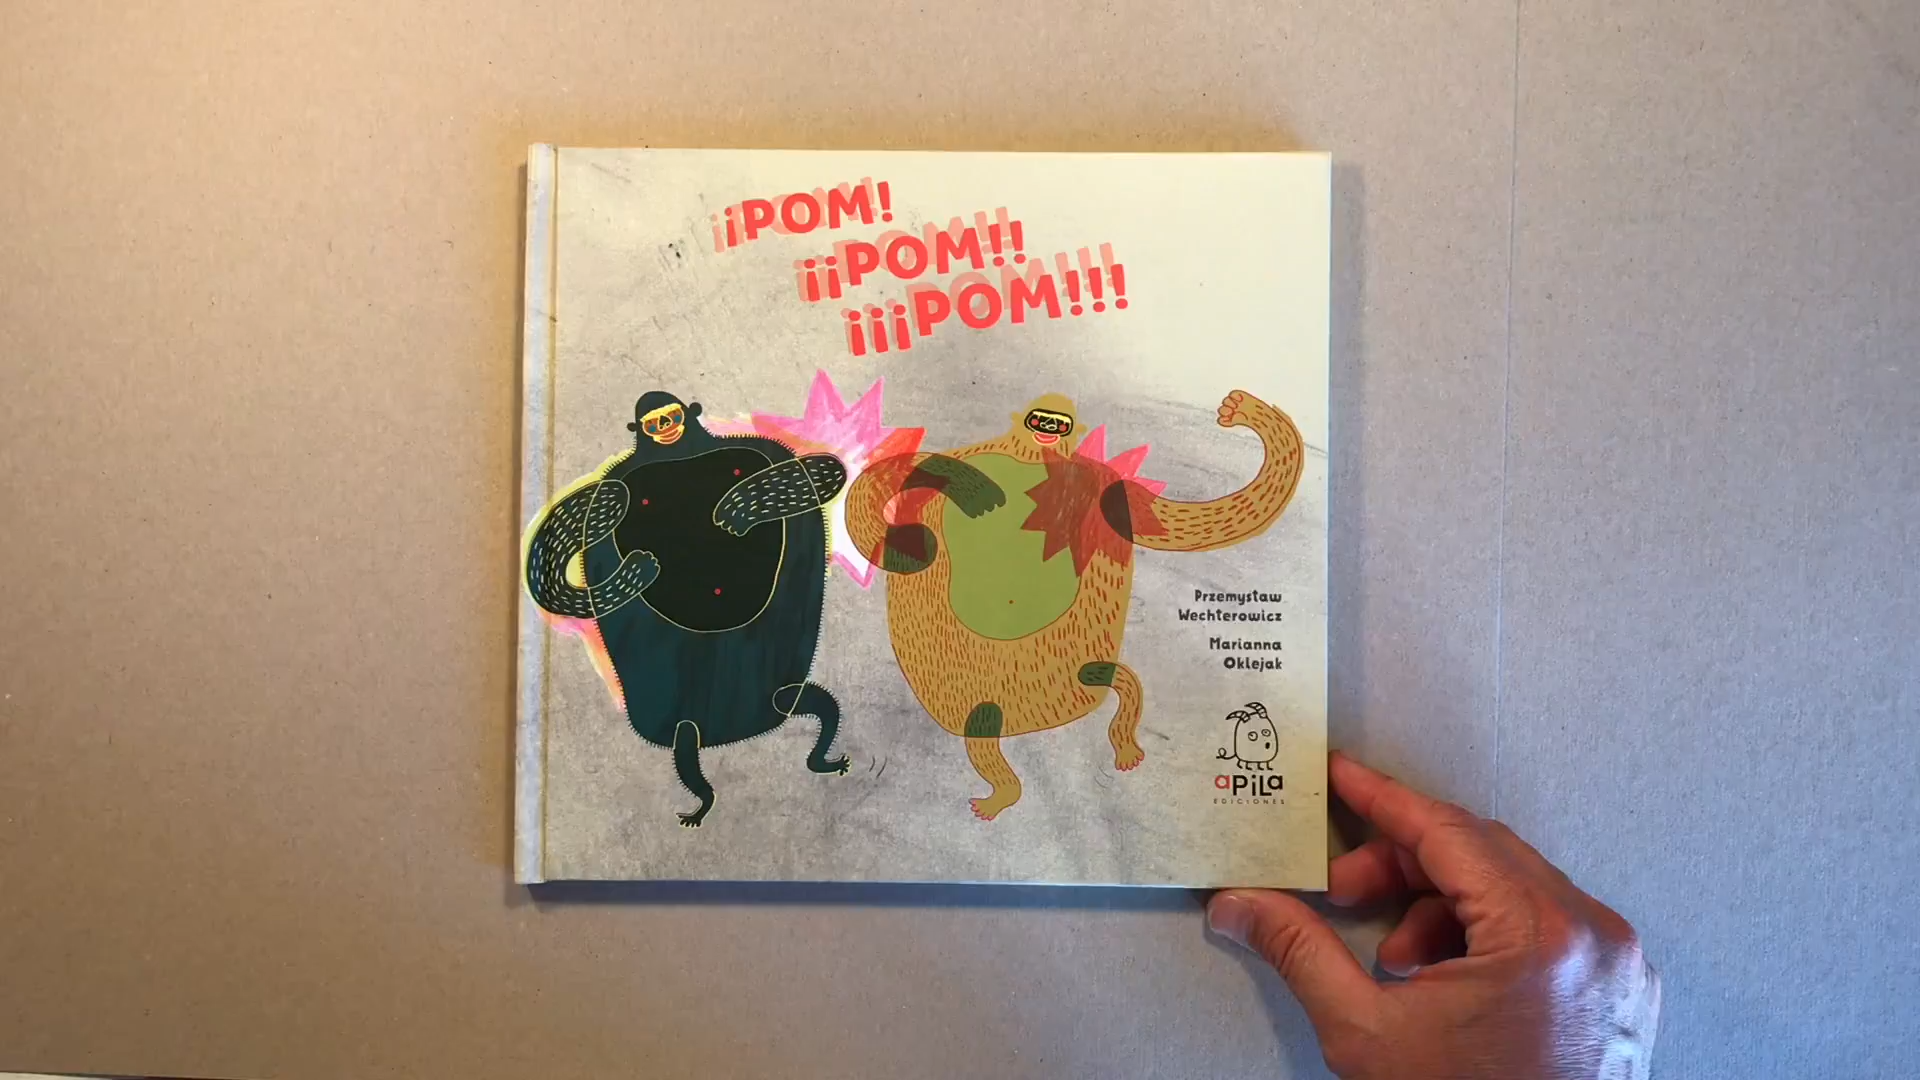 ¡¡POM!
¡¡POM!!
¡¡¡POM!!!
Przemysław
Wechterowicz
Marianna
Oklejak
aPiLa
EDICIONES